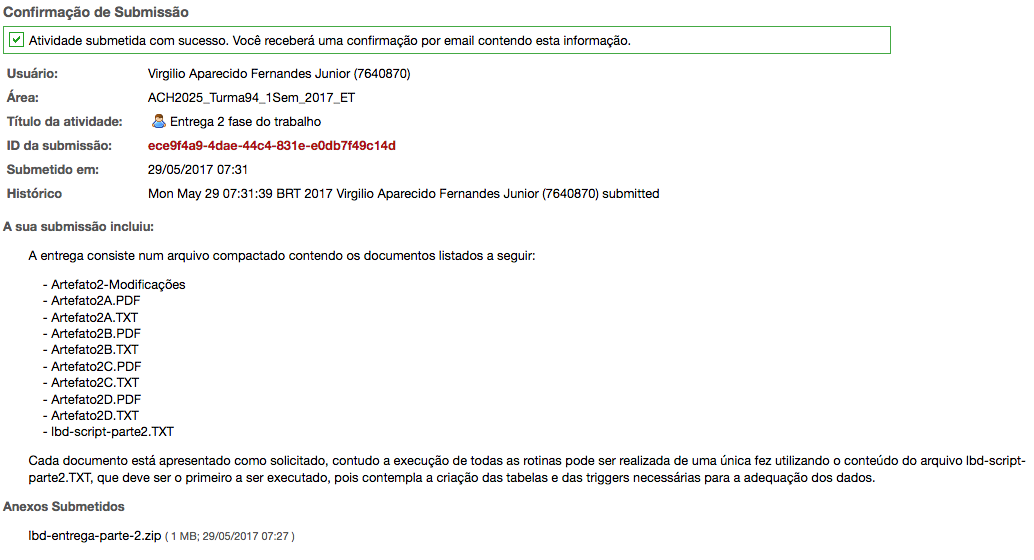 Confirmação de Submissão
Atividade submetida com sucesso. Você receberá uma confirmação por email contendo esta informação.
Usuário: Virgilio Aparecido Fernandes Junior (7640870)
Área: ACH2025_Turma94_1Sem_2017_ET
Título da atividade: Entrega 2 fase do trabalho
ID da submissão: ece9f4a9-4dae-44c4-831e-e0db7f49c14d
Submetido em: 29/05/2017 07:31
Histórico Mon May 29 07:31:39 BRT 2017 Virgilio Aparecido Fernandes Junior (7640870) submitted
A sua submissão incluiu:
A entrega consiste num arquivo compactado contendo os documentos listados a seguir:
- Artefato2-Modificações
- Artefato2A.PDF
- Artefato2A.TXT
- Artefato2B.PDF
- Artefato2B.TXT
- Artefato2C.PDF
- Artefato2C.TXT
- Artefato2D.PDF
- Artefato2D.TXT
- lbd-script-parte2.TXT
Cada documento está apresentado como solicitado, contudo a execução de todas as rotinas pode ser realizada de uma única fez utilizando o conteúdo do arquivo lbd-script-
parte2.TXT, que deve ser o primeiro a ser executado, pois contempla a criação das tabelas e das triggers necessárias para a adequação dos dados.
Anexos Submetidos
lbd-entrega-parte-2.zip ( 1 MB; 29/05/2017 07:27 )